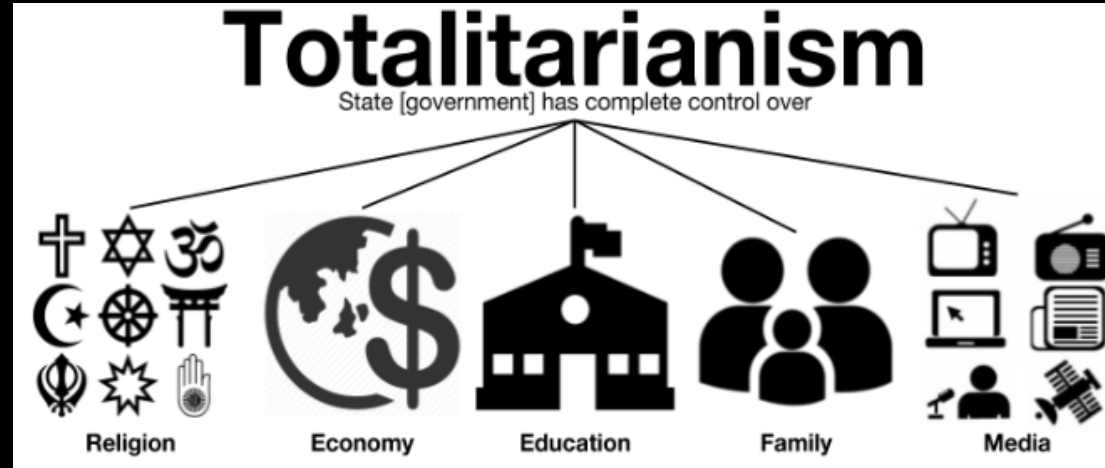 Totalitarianism
State [government] has complete control over
Religion
Economy
Education
Family
Media